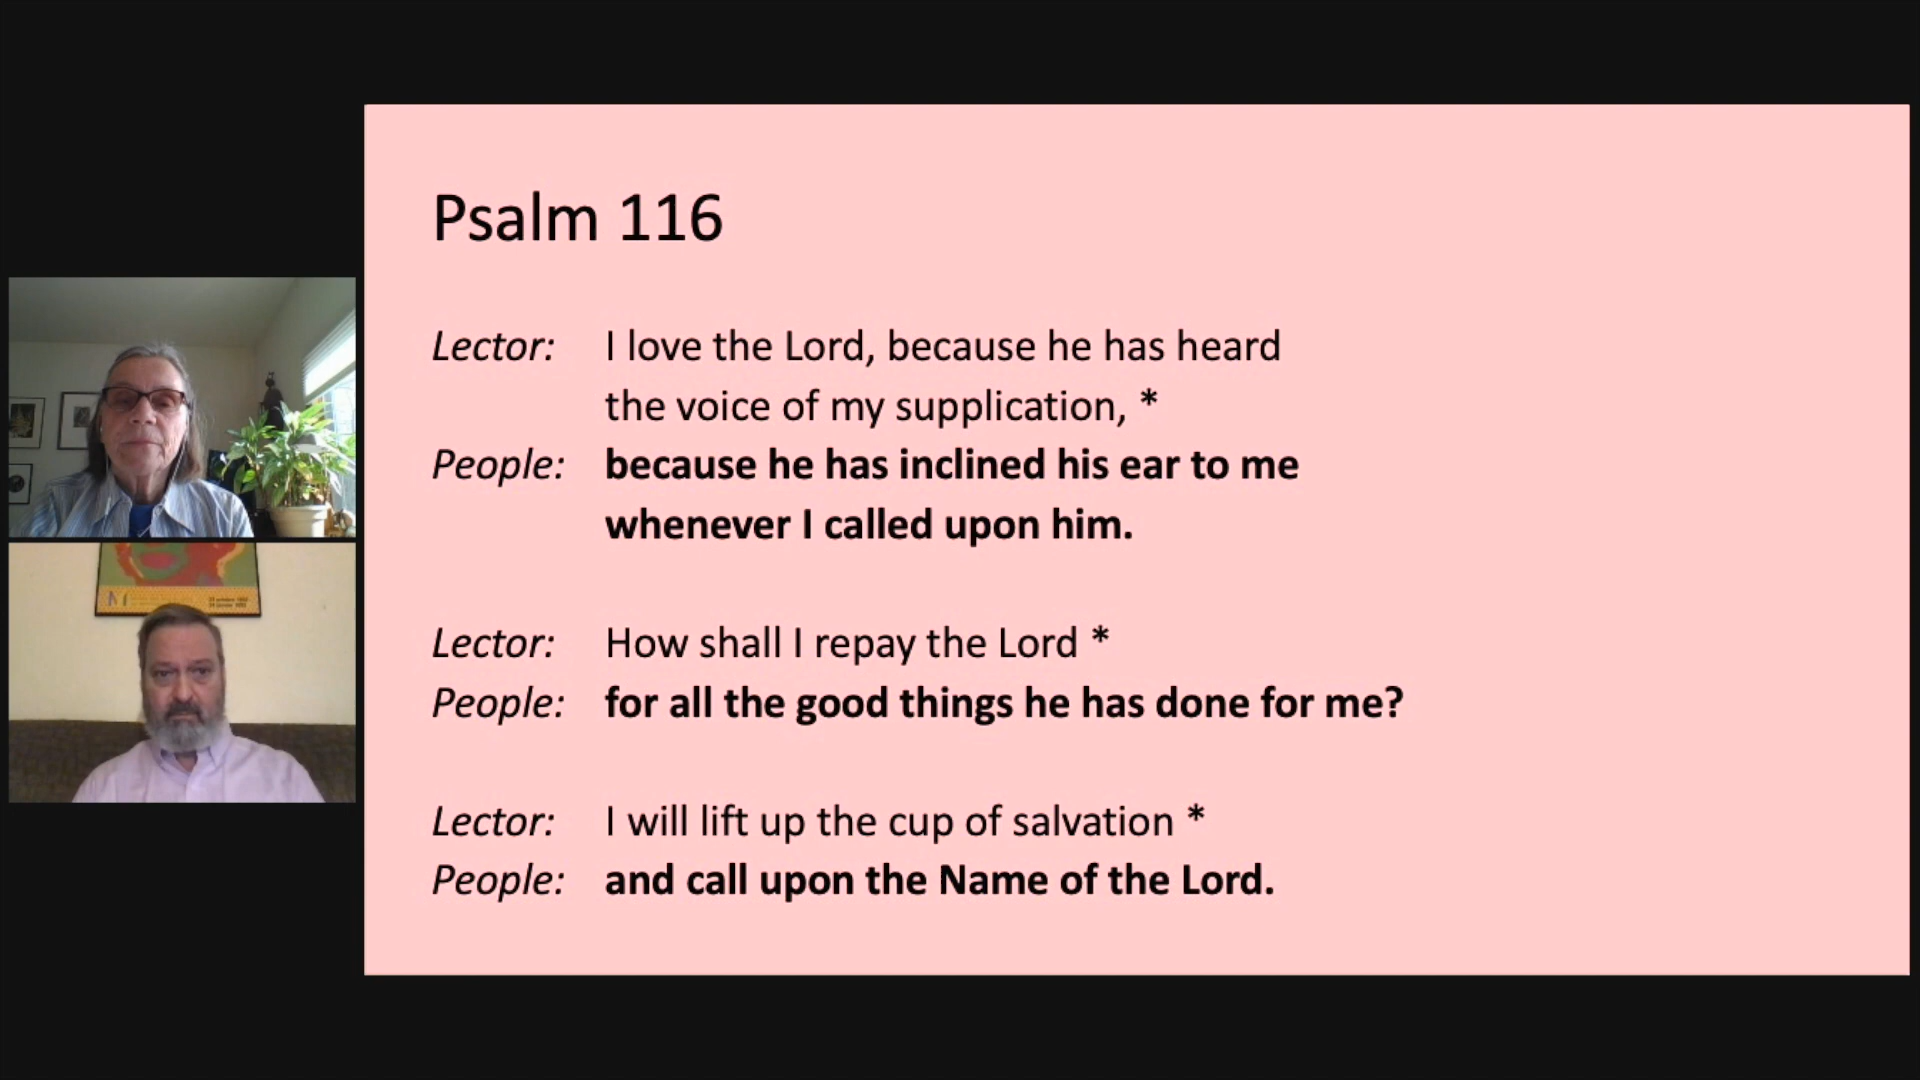 Psalm 116
Lector: I love the Lord, because he has heard
the voice of my supplication, *
People: because he has inclined his ear to me
whenever I called upon him.
Lector: How shall I repay the Lord *
People: for all the good things he has done for me?
Lector: I will lift up the cup of salvation *
People: and call upon the Name of the Lord.
M